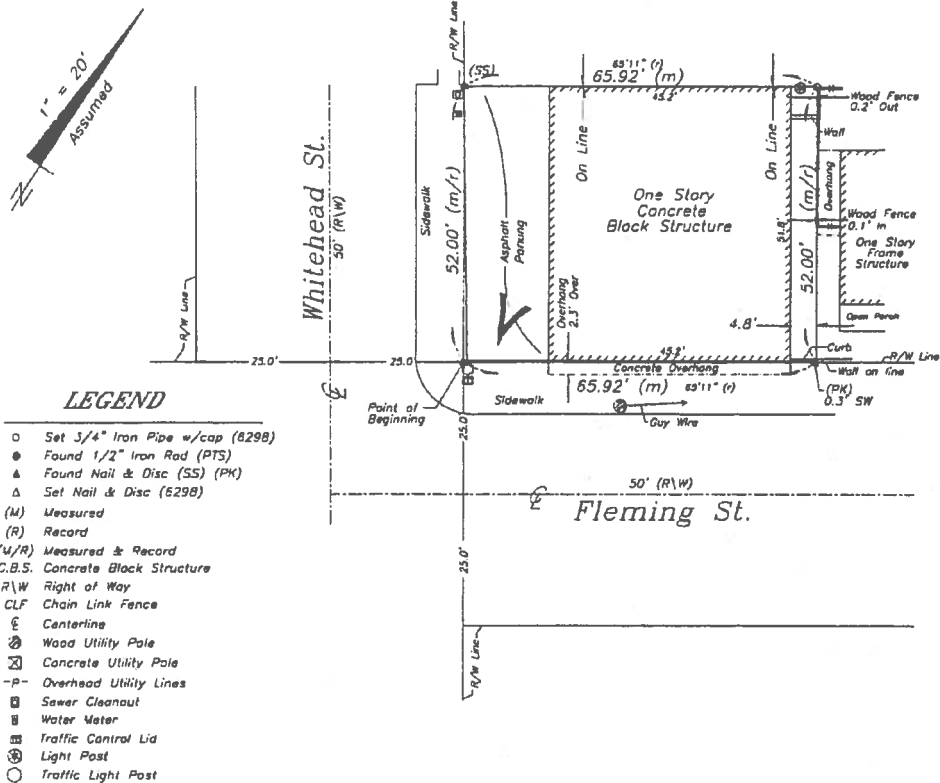 1" = 20'
Assumed
N
R/W Line
(SS)
65'11" (r)
65.92' (m)
45.2'
Wood Fence
0.2' Out
Wall
On Line
On Line
Whitehead St.
50' (R\W)
Sidewalk
52.00' (m/r)
Asphalt
Parking
One Story
Concrete
Block Structure
51.8'
52.00' (m/r)
Overhang
Wood Fence
0.1' In
One Story
Frame
Structure
Open Porch
R/W Line
Overhang
2.3' Over
4.8'
Curb
25.0'
25.0
45.2'
Concrete Overhang
R/W Line
Wall on line
65.92' (m)
65'11" (r)
(PK)
0.3' SW
Point of
Beginning
Sidewalk
Guy Wire
25.0'
50' (R\W)
Fleming St.
25.0'
R/W Line
LEGEND
Set 3/4" Iron Pipe w/cap (6298)
Found 1/2" Iron Rod (PTS)
Found Nail & Disc (SS) (PK)
Set Nail & Disc (6298)
(M) Measured
(R) Record
(M/R) Measured & Record
C.B.S. Concrete Block Structure
R\W Right of Way
CLF Chain Link Fence
℄ Centerline
Wood Utility Pole
Concrete Utility Pole
-P- Overhead Utility Lines
Sewer Cleanout
Water Meter
Traffic Control Lid
Light Post
Traffic Light Post